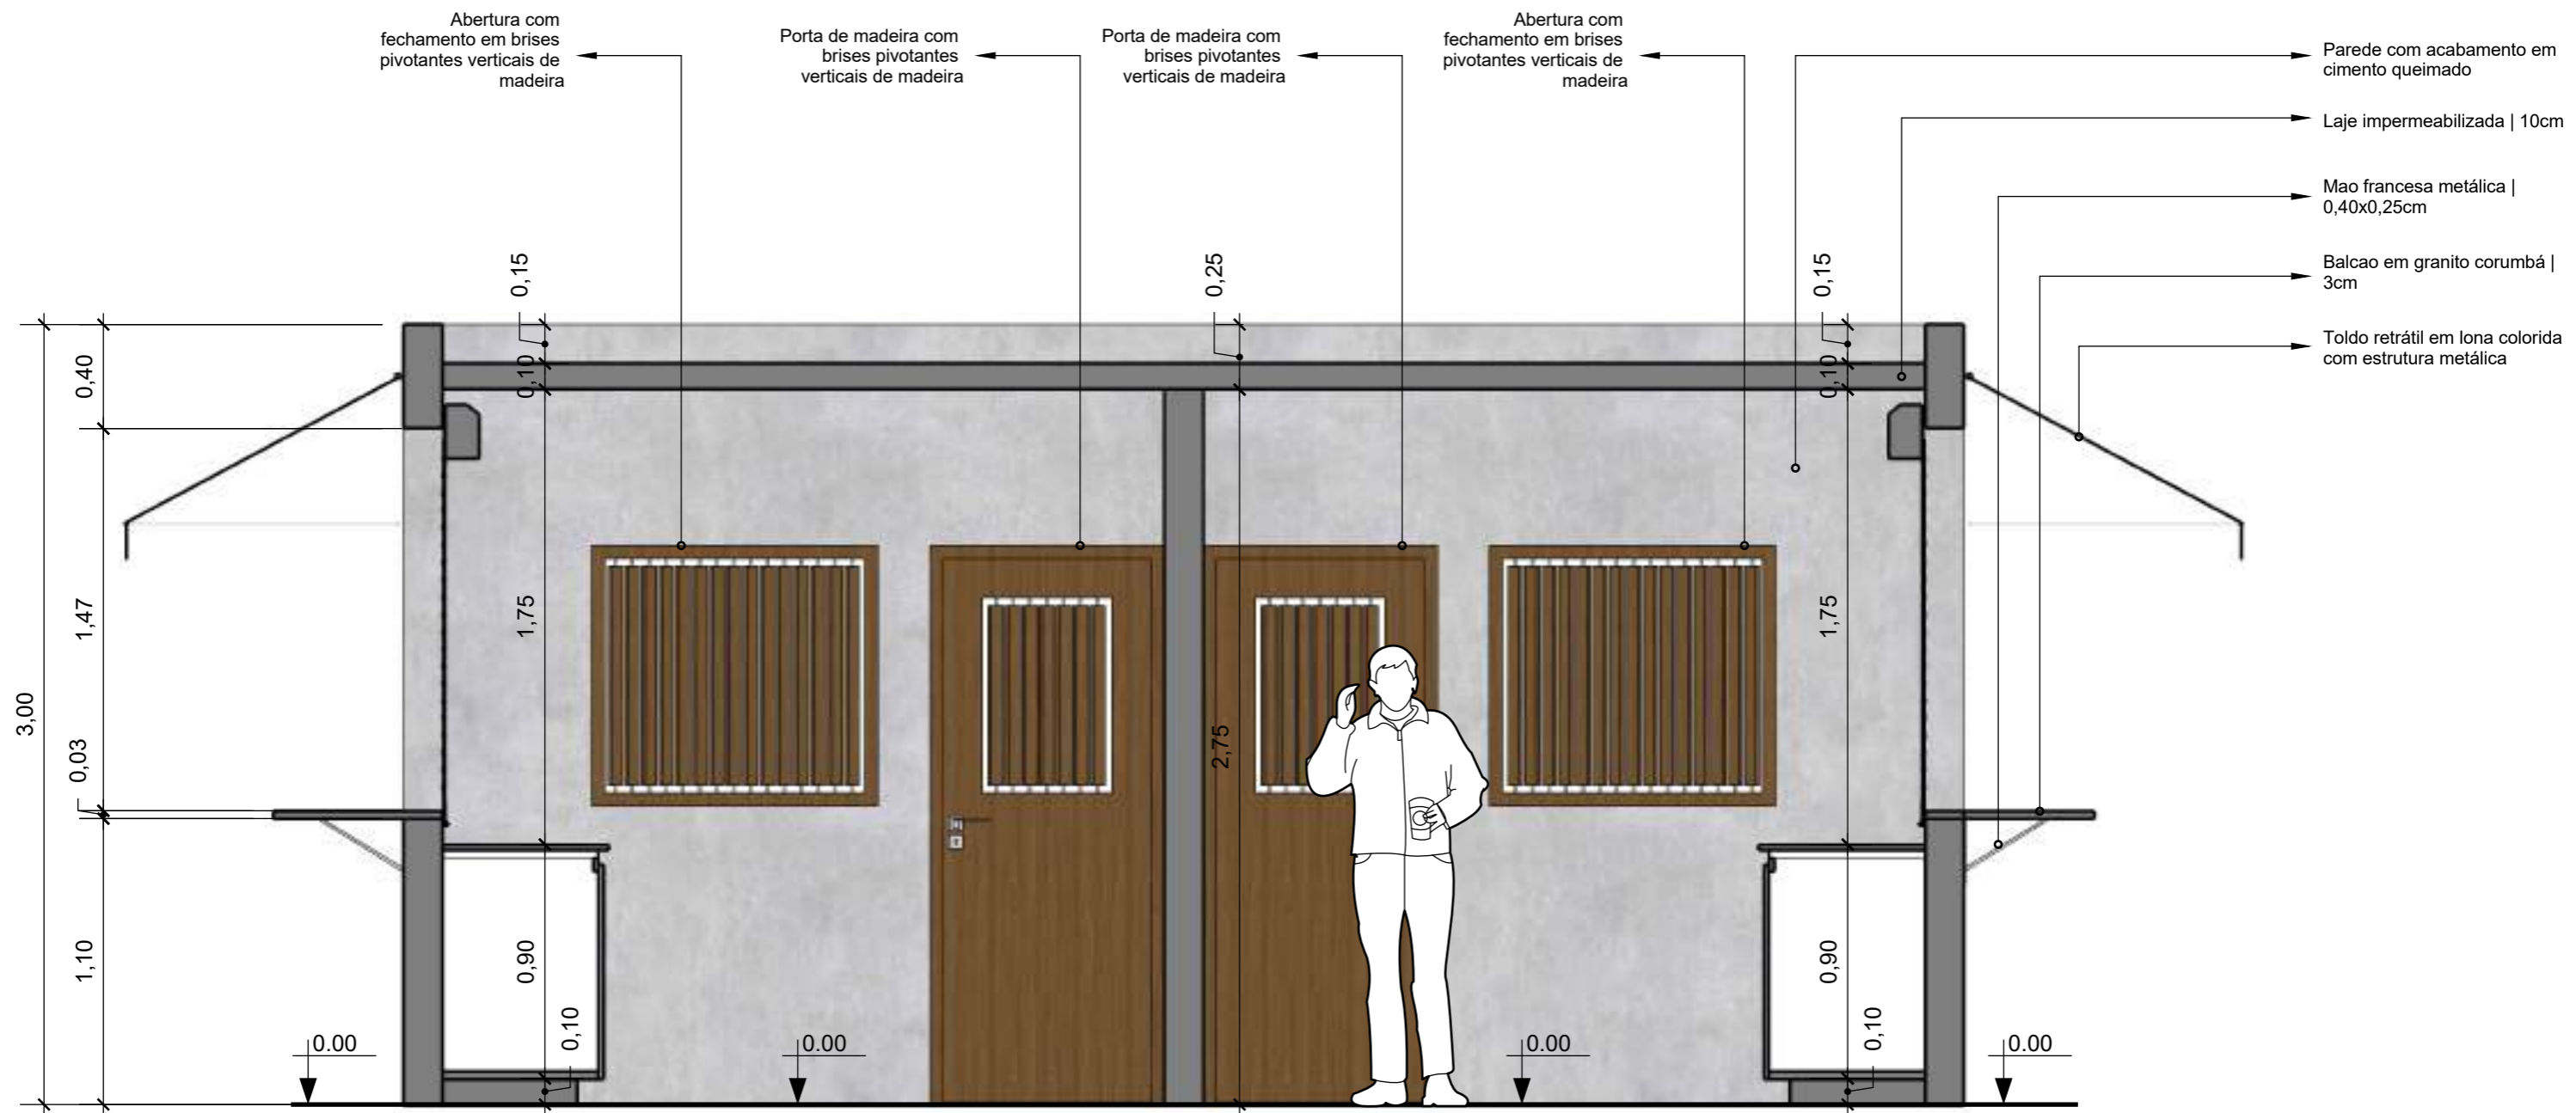 Abertura com
fechamento em brises
pivotantes verticais de
madeira
Porta de madeira com
brises pivotantes
verticais de madeira
Porta de madeira com
brises pivotantes
verticais de madeira
Abertura com
fechamento em brises
pivotantes verticais de
madeira
Parede com acabamento em
cimento queimado
Laje impermeabilizada | 10cm
Mao francesa metálica |
0,40x0,25cm
Balcao em granito corumbá |
3cm
Toldo retrátil em lona colorida
com estrutura metálica
0,15
0,25
0,15
0,40
0,10
0,10
1,47
1,75
1,75
3,00
0,03
2,75
1,10
0,90
0,90
0,10
0,10
0.00
0.00
0.00
0.00